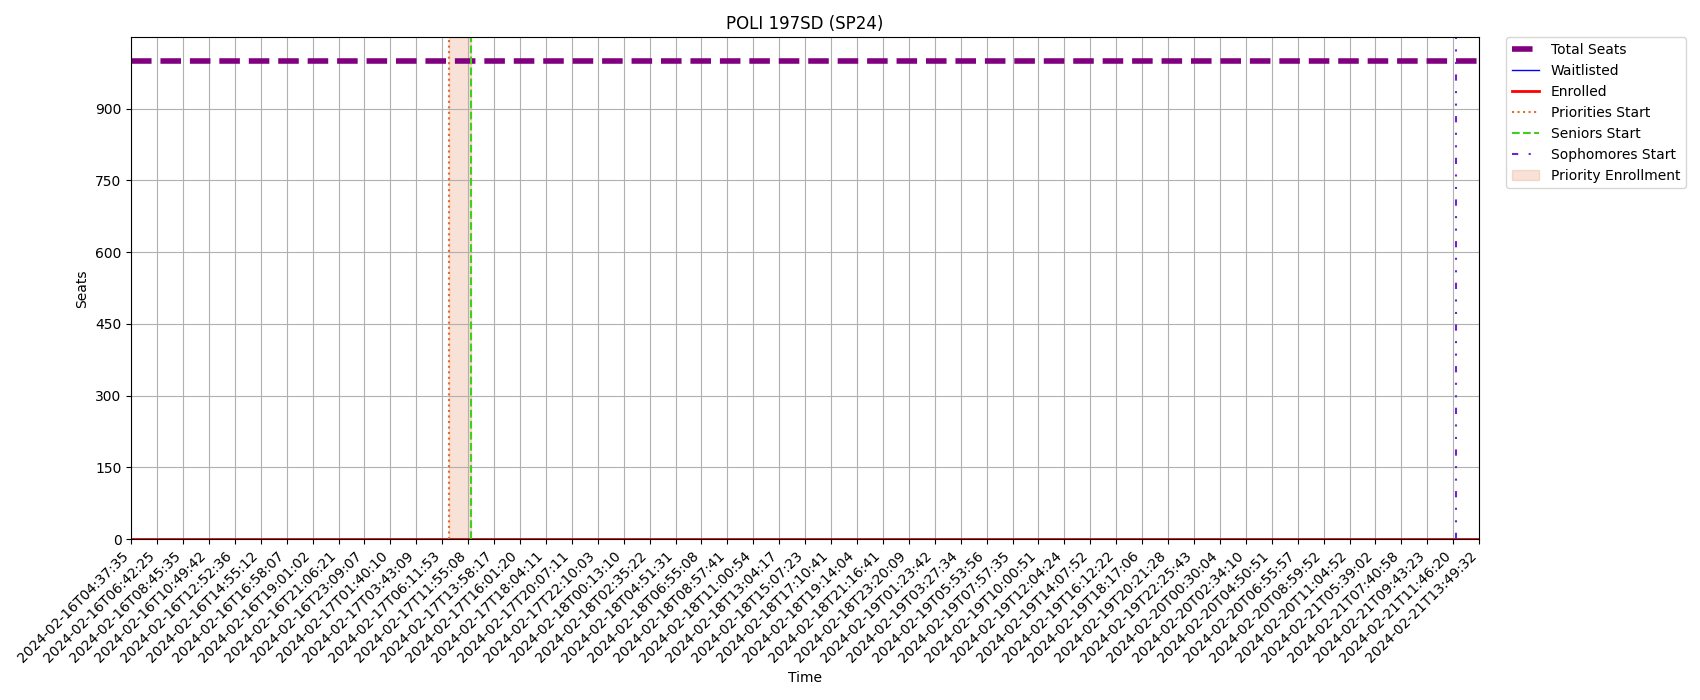 POLI 197SD (SP24)
Total Seats
Waitlisted
Enrolled
Priorities Start
Seniors Start
Sophomores Start
Priority Enrollment
Seats
900
750
600
450
300
150
0
2024-02-16T04:37:35
2024-02-16T06:42:25
2024-02-16T08:45:35
2024-02-16T10:49:42
2024-02-16T12:52:36
2024-02-16T14:55:12
2024-02-16T16:58:07
2024-02-16T19:01:02
2024-02-16T21:06:21
2024-02-16T23:09:07
2024-02-17T01:40:10
2024-02-17T03:43:09
2024-02-17T06:11:53
2024-02-17T11:55:08
2024-02-17T13:58:17
2024-02-17T16:01:20
2024-02-17T18:04:11
2024-02-17T20:07:11
2024-02-17T22:10:03
2024-02-18T00:13:10
2024-02-18T02:35:22
2024-02-18T04:51:31
2024-02-18T06:55:08
2024-02-18T08:57:41
2024-02-18T11:00:54
2024-02-18T13:04:17
2024-02-18T15:07:23
2024-02-18T17:10:41
2024-02-18T19:14:04
2024-02-18T21:16:41
2024-02-18T23:20:09
2024-02-19T01:23:42
2024-02-19T03:27:34
2024-02-19T05:53:56
2024-02-19T07:57:35
2024-02-19T10:00:51
2024-02-19T12:04:24
2024-02-19T14:07:52
2024-02-19T16:12:22
2024-02-19T18:17:06
2024-02-19T20:21:28
2024-02-19T22:25:43
2024-02-20T00:30:04
2024-02-20T02:34:10
2024-02-20T04:50:51
2024-02-20T06:55:57
2024-02-20T08:59:52
2024-02-20T11:04:52
2024-02-21T05:39:02
2024-02-21T07:40:58
2024-02-21T09:43:23
2024-02-21T11:46:20
2024-02-21T13:49:32
Time